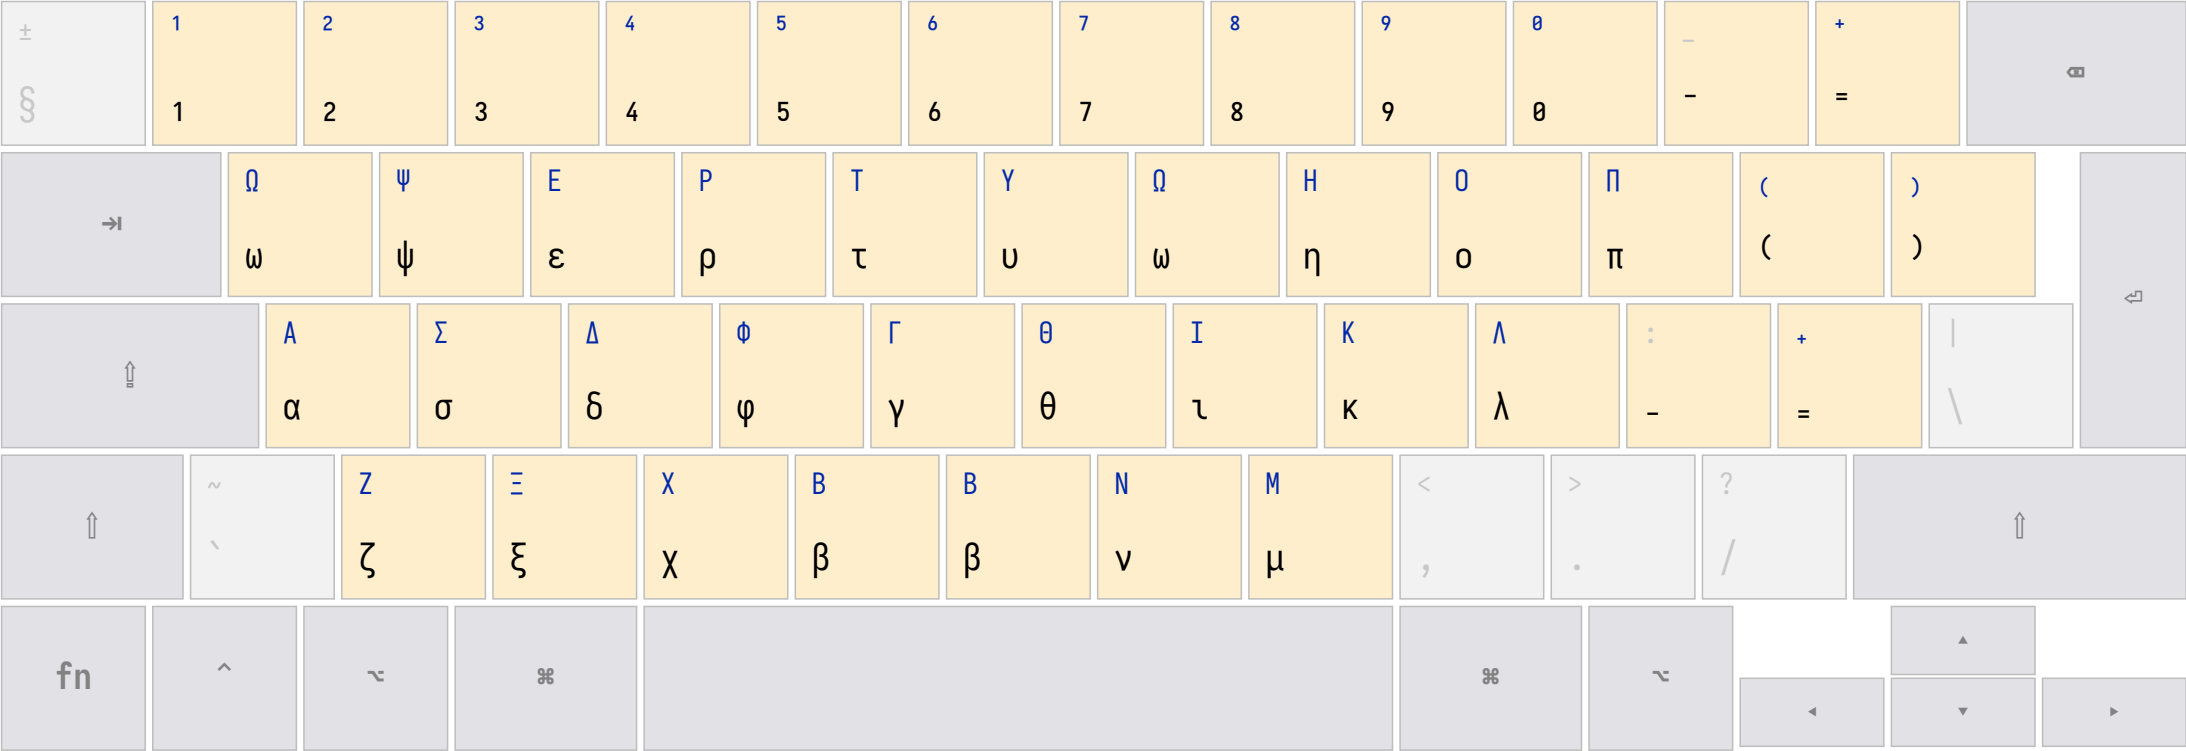 ± 1 2 3 4 5 6 7 8 9 0 _ +
§ 1 2 3 4 5 6 7 8 9 0 - = ⌫
⇥ Ω Ψ Ε Ρ Τ Υ Ω Η Ο Π ( )
ω ψ ε ρ τ υ ω η ο π ( )
⇪ Α Σ Δ Φ Γ Θ Ι Κ Λ : + | ⏎
α σ δ φ γ θ ι κ λ - = \
⇧ ~ Ζ Ξ Χ Β Β Ν Μ < > ? ⇧
` ζ ξ χ β β ν μ , . /
fn ^ ⌥ ⌘ ⌘ ⌥ ▲
◀ ▼ ▶